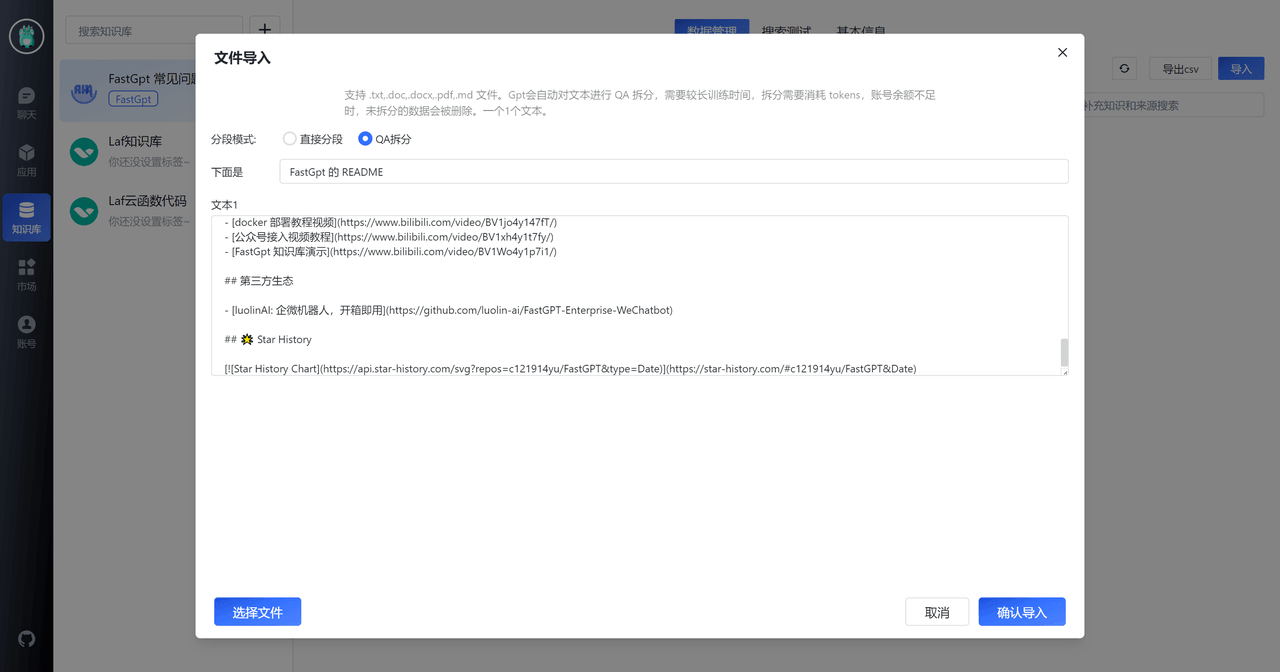 搜索知识库
数据管理
搜索测试
基本信息
导出csv
导入
补充知识和来源搜索
聊天
应用
知识库
市场
账号
FastGpt 常见问
FastGpt
Laf知识库
你还没设置标签~
Laf云函数代码
你还没设置标签~
文件导入
支持 .txt,.doc,.docx,.pdf,.md 文件。Gpt会自动对文本进行 QA 拆分，需要较长训练时间，拆分需要消耗 tokens，账号余额不足
时，未拆分的数据会被删除。一个1个文本。
分段模式:
直接分段
QA拆分
下面是
FastGpt 的 README
文本1
- [docker 部署教程视频](https://www.bilibili.com/video/BV1jo4y147fT/)
- [公众号接入视频教程](https://www.bilibili.com/video/BV1xh4y1t7fy/)
- [FastGpt 知识库演示](https://www.bilibili.com/video/BV1Wo4y1p7i1/)
## 第三方生态
- [luolinAI: 企微机器人，开箱即用](https://github.com/luolin-ai/FastGPT-Enterprise-WeChatbot)
## 🌟 Star History
[![Star History Chart](https://api.star-history.com/svg?repos=c121914yu/FastGPT&type=Date)](https://star-history.com/#c121914yu/FastGPT&Date)
选择文件
取消
确认导入